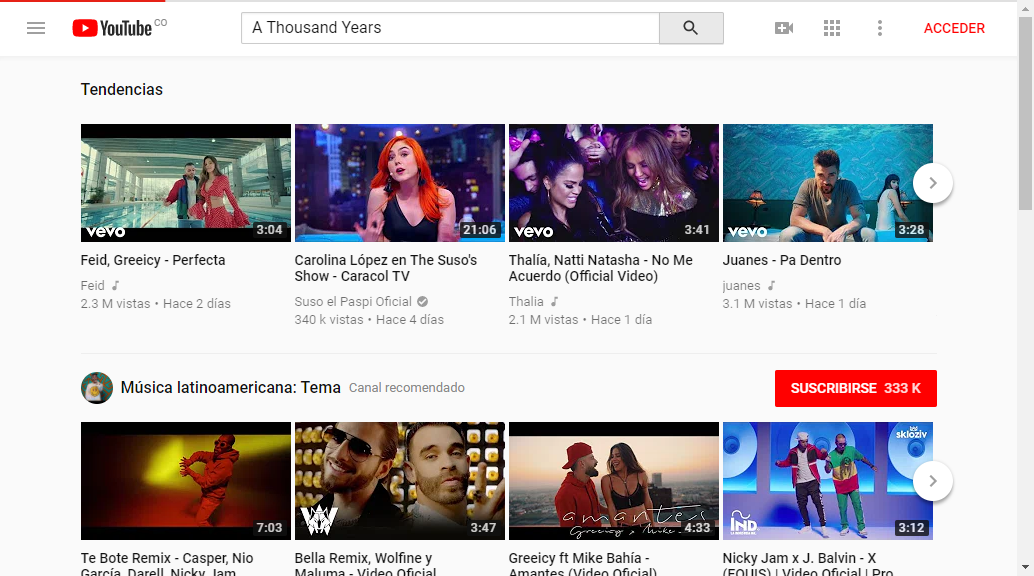 YouTube CO
A Thousand Years
ACCEDER
Tendencias
vevo 3:04
21:06
vevo 3:41
vevo 3:28
Feid, Greeicy - Perfecta
Feid
2.3 M vistas • Hace 2 días
Carolina López en The Suso's
Show - Caracol TV
Suso el Paspi Oficial
340 k vistas • Hace 4 días
Thalía, Natti Natasha - No Me
Acuerdo (Official Video)
Thalia
2.1 M vistas • Hace 1 día
Juanes - Pa Dentro
juanes
3.1 M vistas • Hace 1 día
Música latinoamericana: Tema Canal recomendado
SUSCRIBIRSE 333 K
7:03
W
3:47
amantes
Greeicy ft Mike.
4:33
skioziv
IÑD
3:12
Te Bote Remix - Casper, Nio
García, Darell, Nicky Jam,
Bella Remix, Wolfine y
Maluma - Video Oficial
Greeicy ft Mike Bahía -
Amantes (Video Oficial)
Nicky Jam x J. Balvin - X
(EQUIS) | Video Oficial | Pro